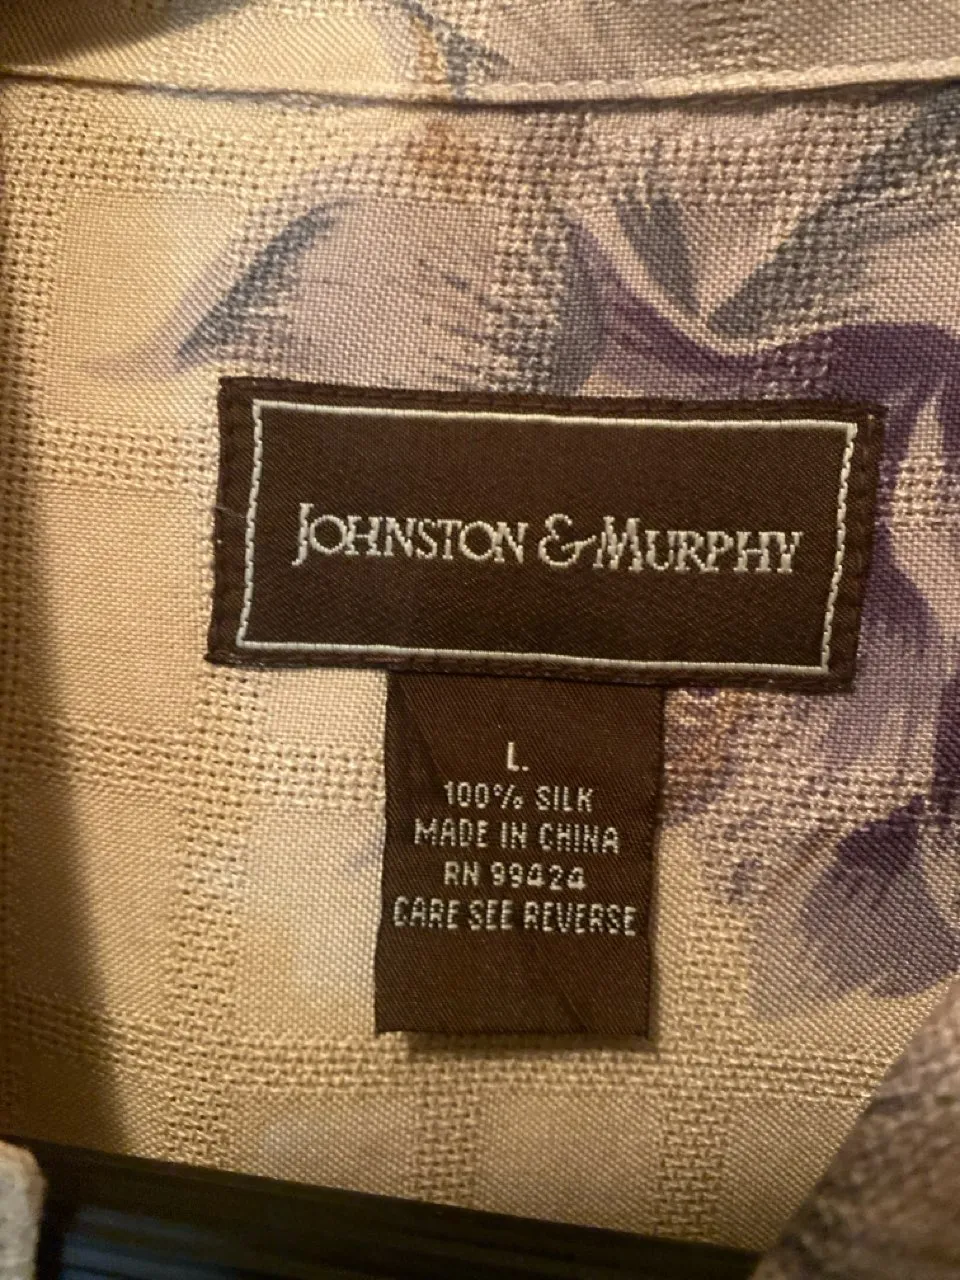 JOHNSTON & MURPHY
L.
100% SILK
MADE IN CHINA
RN 99424
CARE SEE REVERSE